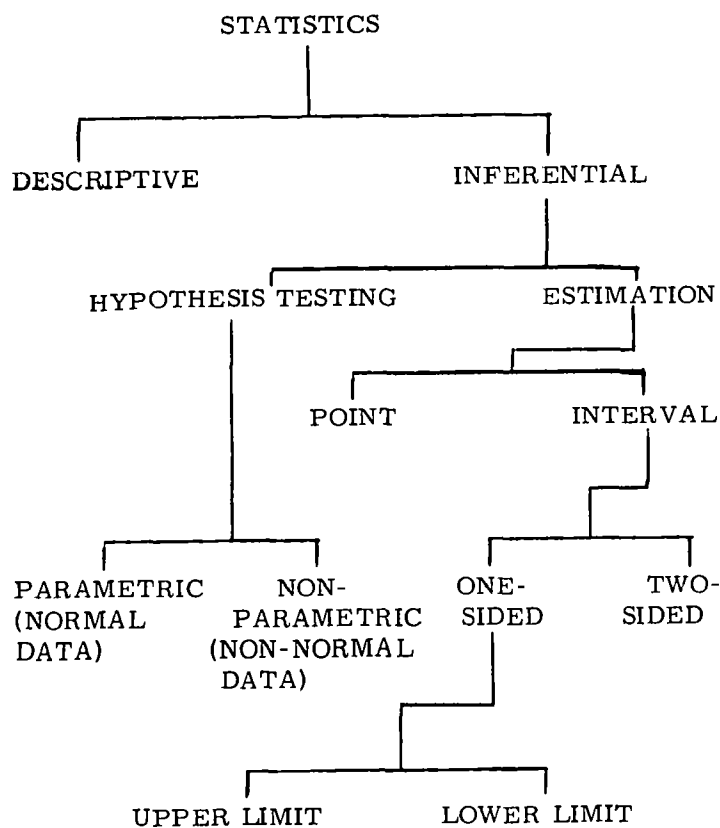 STATISTICS
DESCRIPTIVE
INFERENTIAL
HYPOTHESIS TESTING
ESTIMATION
POINT
INTERVAL
PARAMETRIC
(NORMAL
DATA)
NON-
PARAMETRIC
(NON-NORMAL
DATA)
ONE-
SIDED
TWO-
SIDED
UPPER LIMIT
LOWER LIMIT